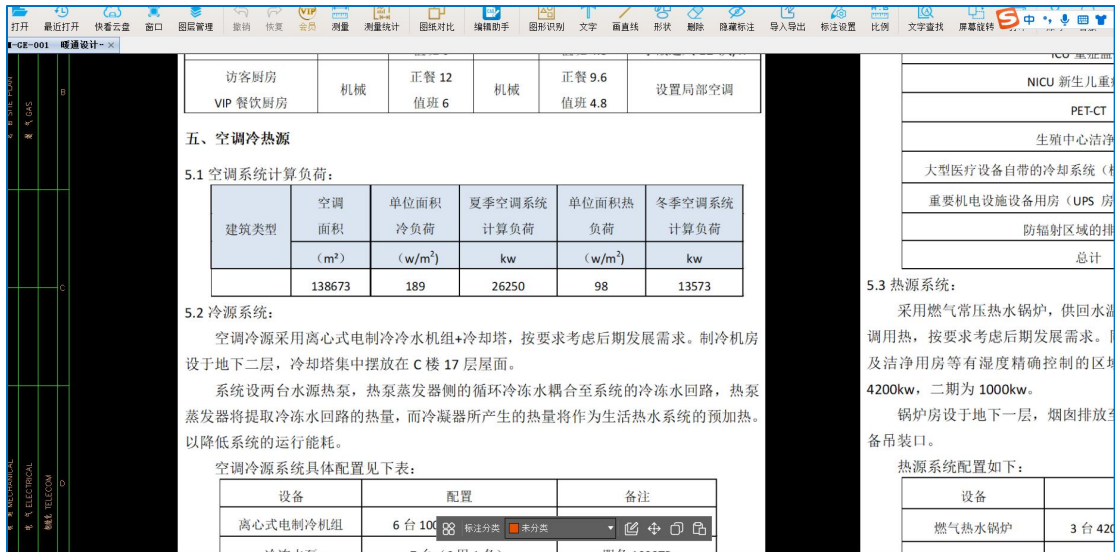 打开 最近打开 快看云盘 窗口 图层管理 撤销 恢复 会员 测量 测量统计 图纸对比 编辑助手 图形识别 文字 画直线 形状 删除 隐藏标注 导入导出 标注设置 比例 文字查找 屏幕旋转
VIP
中
-GE-001 暖通设计-
B
C
D
燃气 GAS
电气 ELECTRICAL
TELECOM
访客厨房
VIP 餐饮厨房
机械
正餐 12
值班 6
机械
正餐 9.6
值班 4.8
设置局部空调
五、空调冷热源
5.1 空调系统计算负荷:
建筑类型
空调
面积
(m²)
单位面积
冷负荷
(w/m²)
夏季空调系统
计算负荷
kw
单位面积热
负荷
(w/m²)
冬季空调系统
计算负荷
kw
138673 189 26250 98 13573
5.2 冷源系统:
空调冷源采用离心式电制冷冷水机组+冷却塔,按要求考虑后期发展需求。制冷机房
设于地下二层,冷却塔集中摆放在 C 楼 17 层屋面。
系统设两台水源热泵,热泵蒸发器侧的循环冷冻水耦合至系统的冷冻水回路,热泵
蒸发器将提取冷冻水回路的热量,而冷凝器所产生的热量将作为生活热水系统的预加热。
以降低系统的运行能耗。
空调冷源系统具体配置见下表:
设备 配置 备注
离心式电制冷机组 6 台 100
标注分类 未分类
NICU 新生儿重
PET-CT
生殖中心洁净
大型医疗设备自带的冷却系统(
重要机电设施设备用房(UPS 房
防辐射区域的排
总计
5.3 热源系统:
采用燃气常压热水锅炉,供回水温
调用热,按要求考虑后期发展需求。
及洁净用房等有湿度精确控制的区域
4200kw,二期为 1000kw。
锅炉房设于地下一层,烟囱排放至
备吊装口。
热源系统配置如下:
设备
燃气热水锅炉 3 台 420